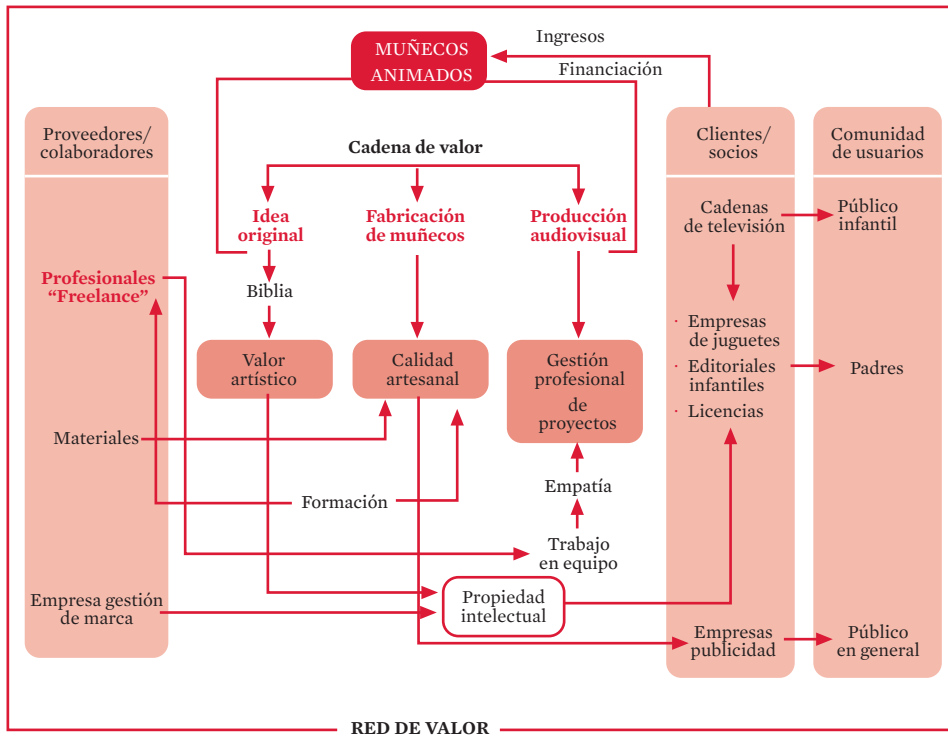 MUÑECOS
ANIMADOS
Ingresos
Financiación
Proveedores/
colaboradores
Profesionales
“Freelance”
Materiales
Empresa gestión
de marca
Cadena de valor
Idea
original
Fabricación
de muñecos
Producción
audiovisual
Biblia
Valor
artístico
Calidad
artesanal
Gestión
profesional
de
proyectos
Formación
Empatía
Trabajo
en equipo
Propiedad
intelectual
Clientes/
socios
Cadenas
de televisión
· Empresas
de juguetes
· Editoriales
infantiles
· Licencias
Empresas
publicidad
Comunidad
de usuarios
Público
infantil
Padres
Público
en general
RED DE VALOR